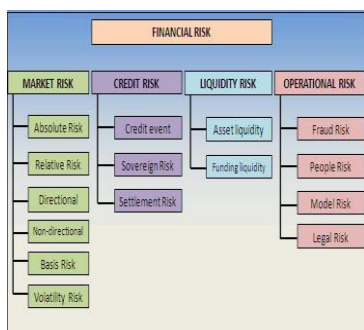 FINANCIAL RISK
MARKET RISK
CREDIT RISK
LIQUIDITY RISK
OPERATIONAL RISK
Absolute Risk
Relative Risk
Directional
Non-directional
Basis Risk
Volatility Risk
Credit event
Sovereign Risk
Settlement Risk
Asset liquidity
Funding liquidity
Fraud Risk
People Risk
Model Risk
Legal Risk